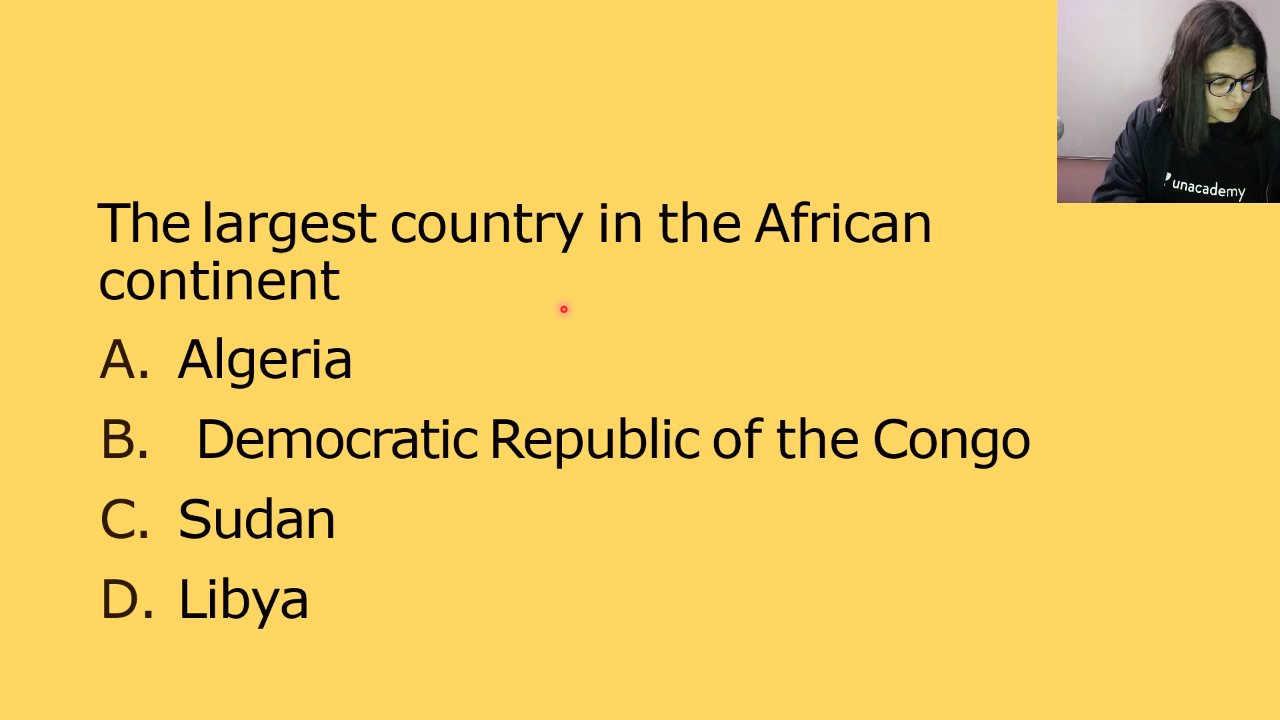 unacademy
The largest country in the African
continent
A. Algeria
B. Democratic Republic of the Congo
C. Sudan
D. Libya